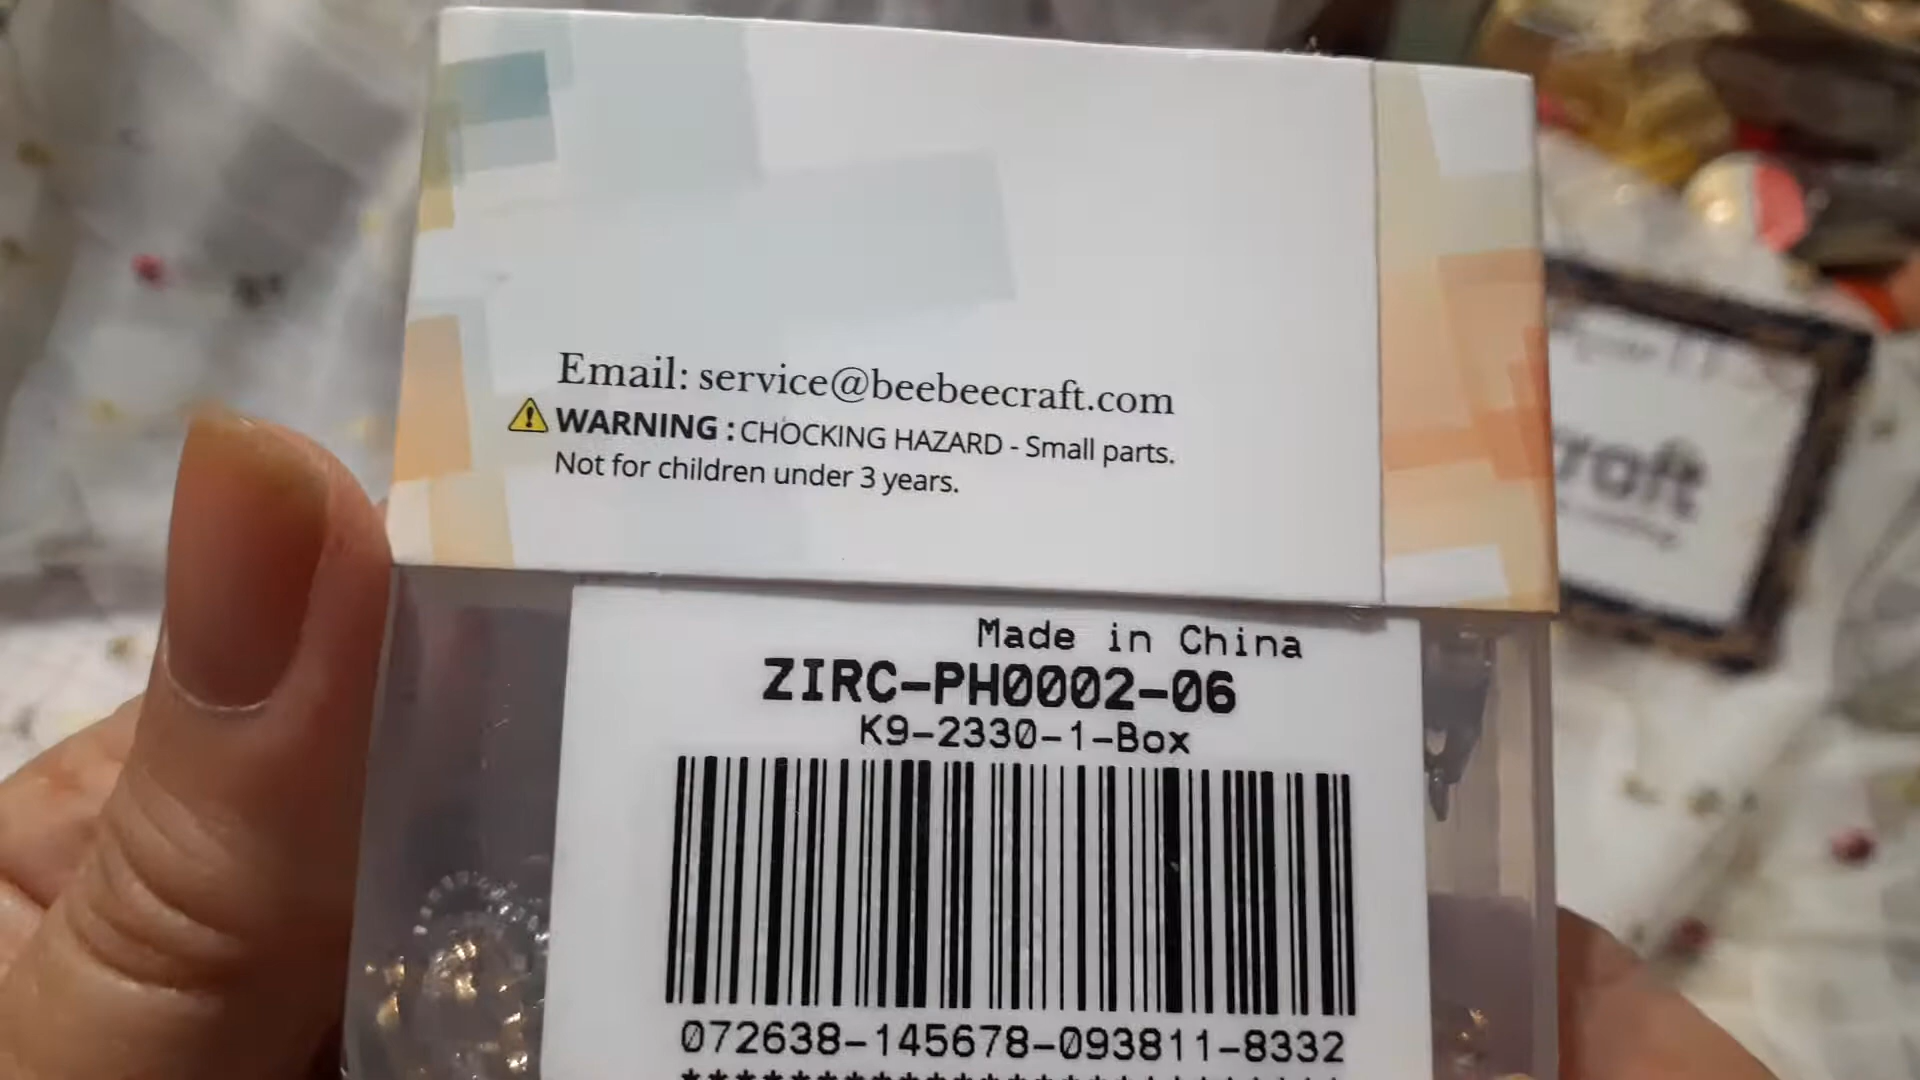 Email: service@beebeecraft.com
WARNING : CHOCKING HAZARD - Small parts.
Not for children under 3 years.
raft
Made in China
ZIRC-PH0002-06
K9-2330-1-Box
072638-145678-093811-8332